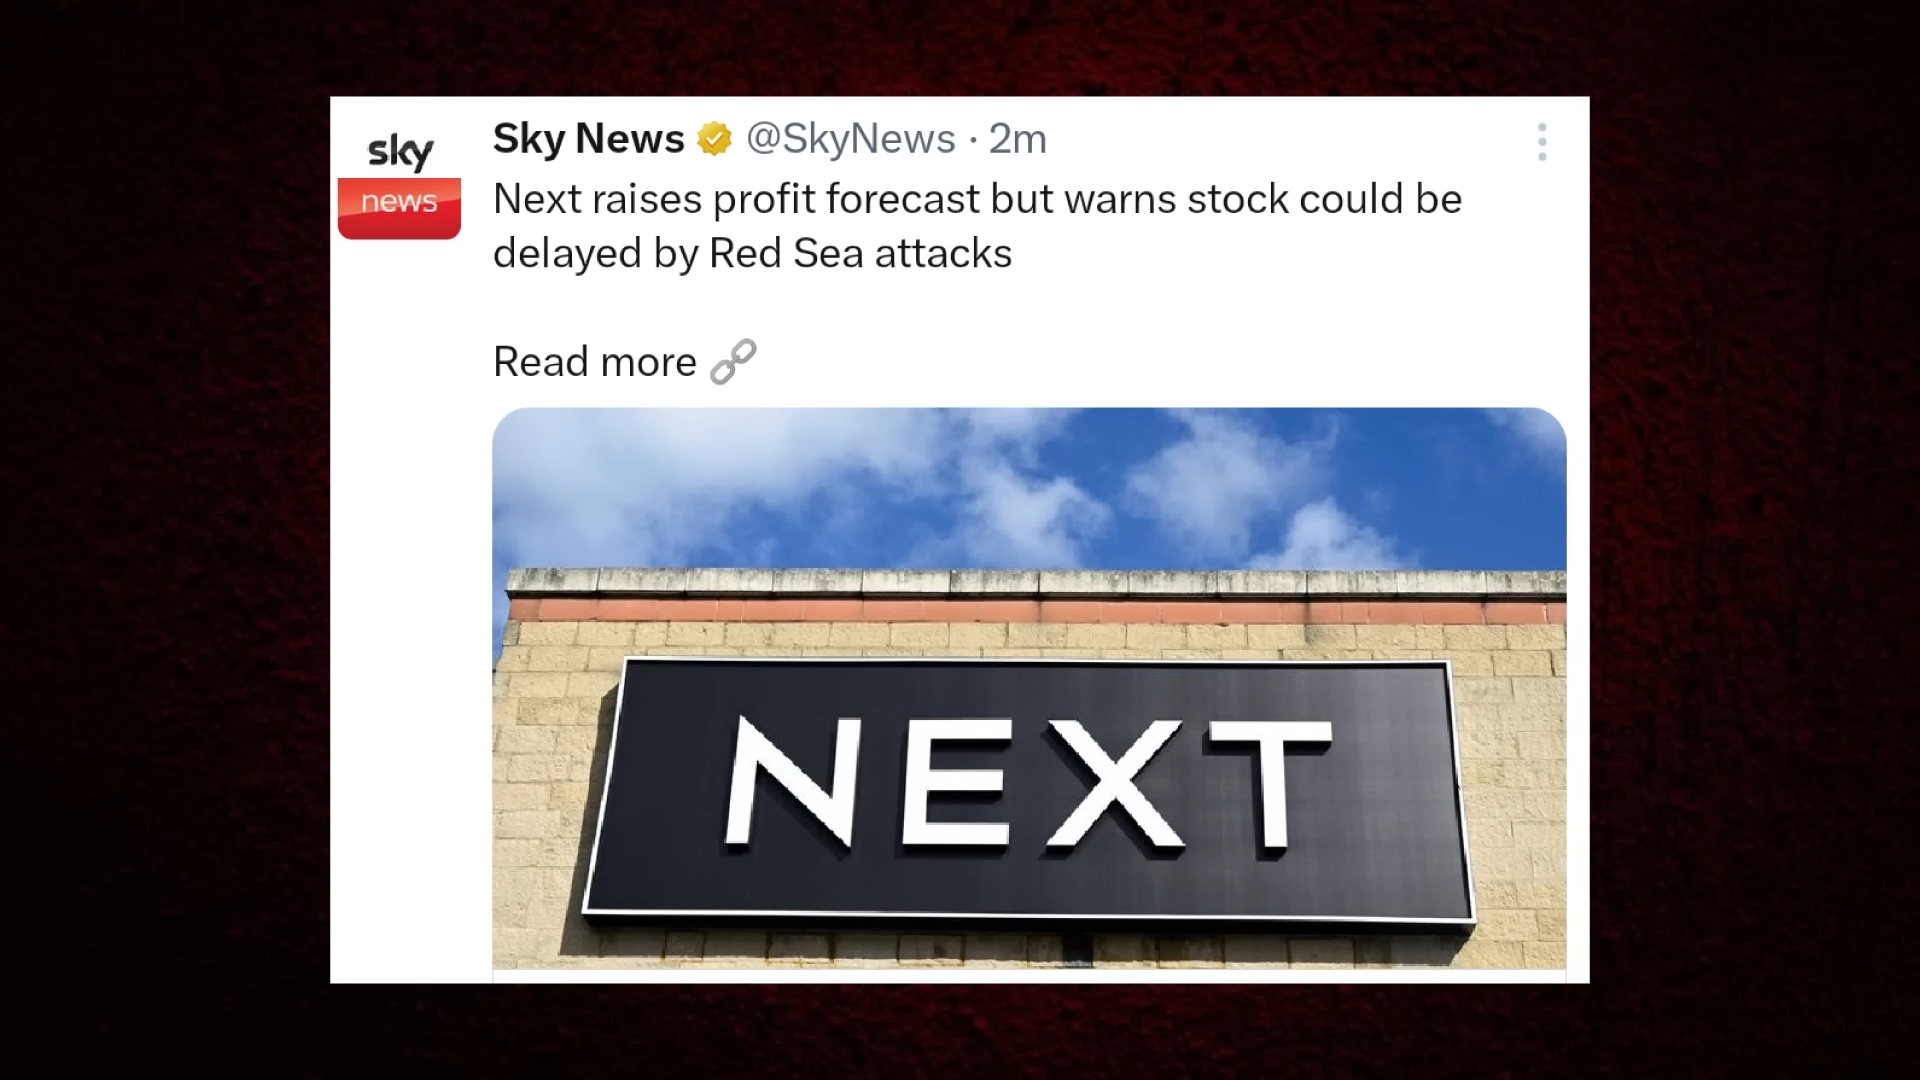 sky
news
Sky News @SkyNews · 2m
Next raises profit forecast but warns stock could be
delayed by Red Sea attacks
Read more 🔗
NEXT